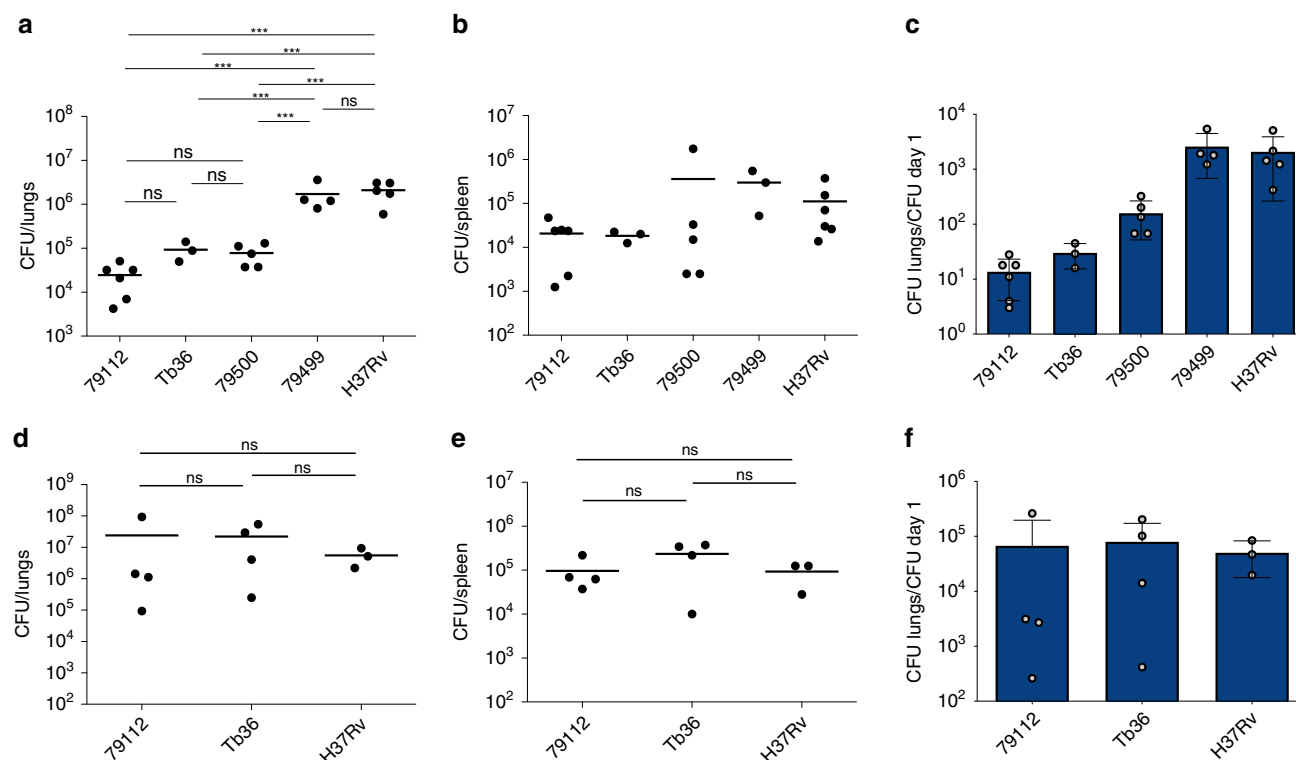 a
***
***
***
***
***
ns
***
ns
ns
ns
CFU/lungs
10^8
10^7
10^6
10^5
10^4
10^3
79112
Tb36
79500
79499
H37Rv
b
CFU/spleen
10^7
10^6
10^5
10^4
10^3
10^2
79112
Tb36
79500
79499
H37Rv
c
CFU lungs/CFU day 1
10^4
10^3
10^2
10^1
10^0
79112
Tb36
79500
79499
H37Rv
d
ns
ns
ns
CFU/lungs
10^9
10^8
10^7
10^6
10^5
10^4
10^3
10^2
79112
Tb36
H37Rv
e
ns
ns
ns
CFU/spleen
10^7
10^6
10^5
10^4
10^3
10^2
79112
Tb36
H37Rv
f
CFU lungs/CFU day 1
10^6
10^5
10^4
10^3
10^2
79112
Tb36
H37Rv